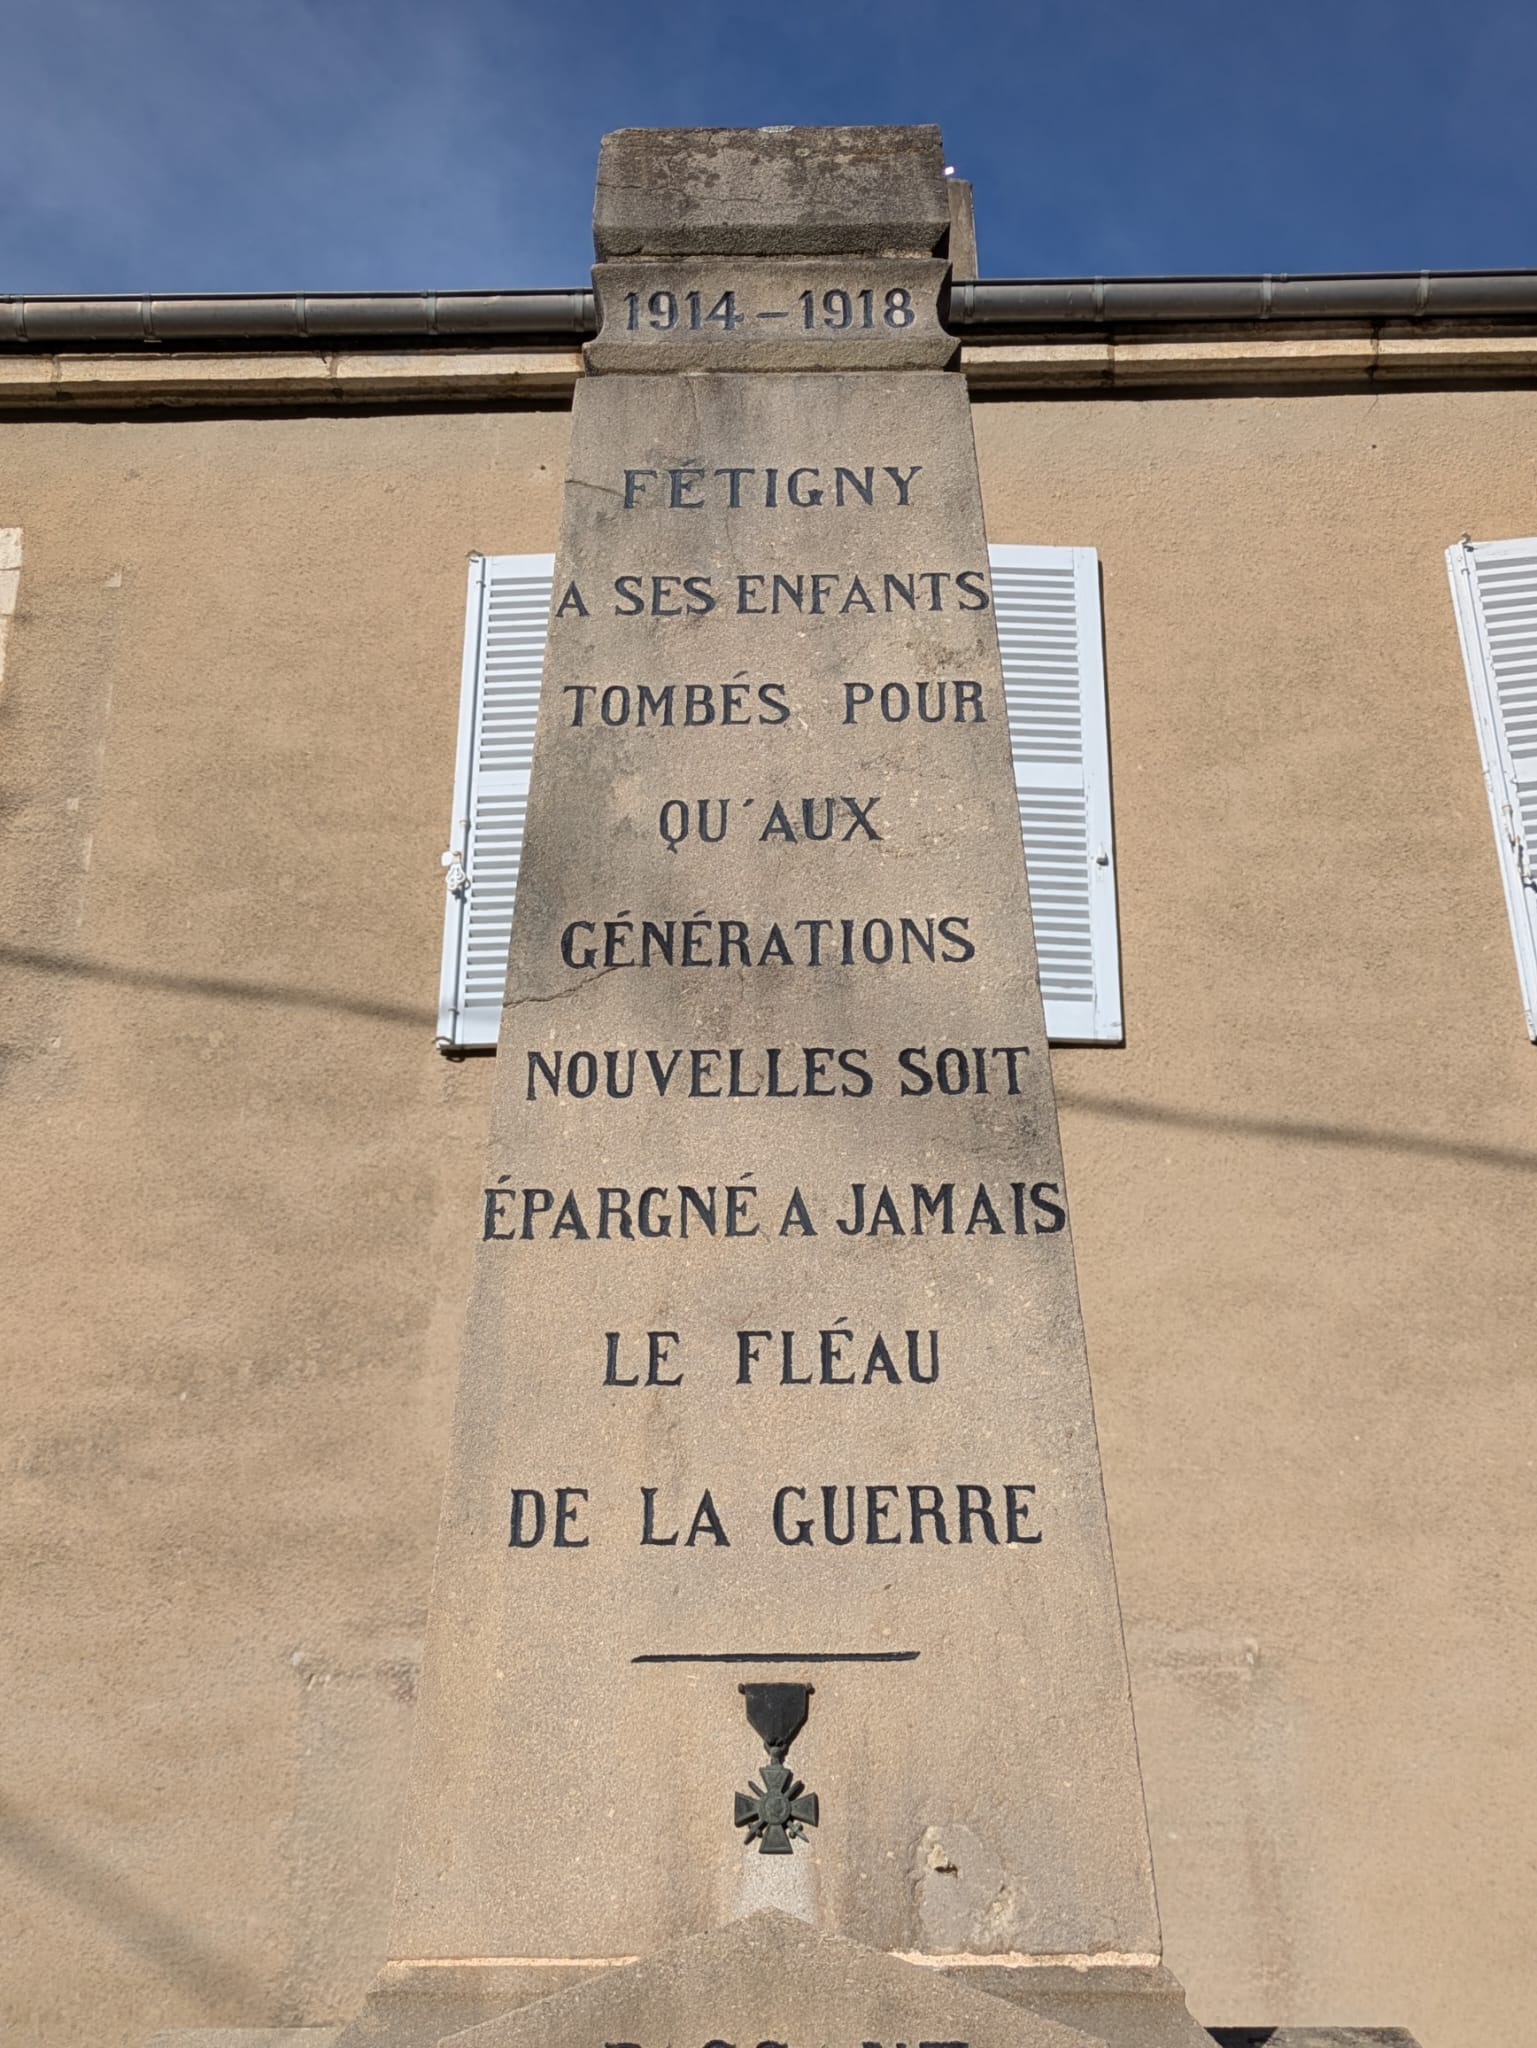 1914-1918
FÉTIGNY
A SES ENFANTS
TOMBÉS POUR
QU'AUX
GÉNÉRATIONS
NOUVELLES SOIT
ÉPARGNÉ A JAMAIS
LE FLÉAU
DE LA GUERRE